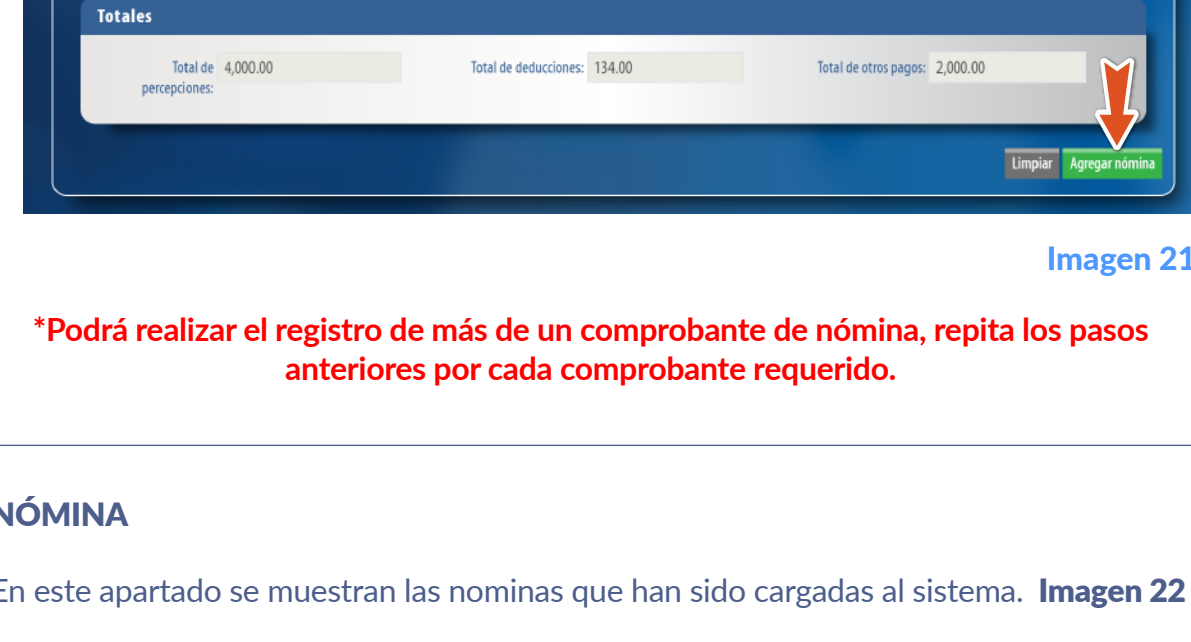 Totales
Total de percepciones: 4,000.00 Total de deducciones: 134.00 Total de otros pagos: 2,000.00
Limpiar Agregar nómina
Imagen 21
*Podrá realizar el registro de más de un comprobante de nómina, repita los pasos
anteriores por cada comprobante requerido.
NÓMINA
En este apartado se muestran las nominas que han sido cargadas al sistema. Imagen 22